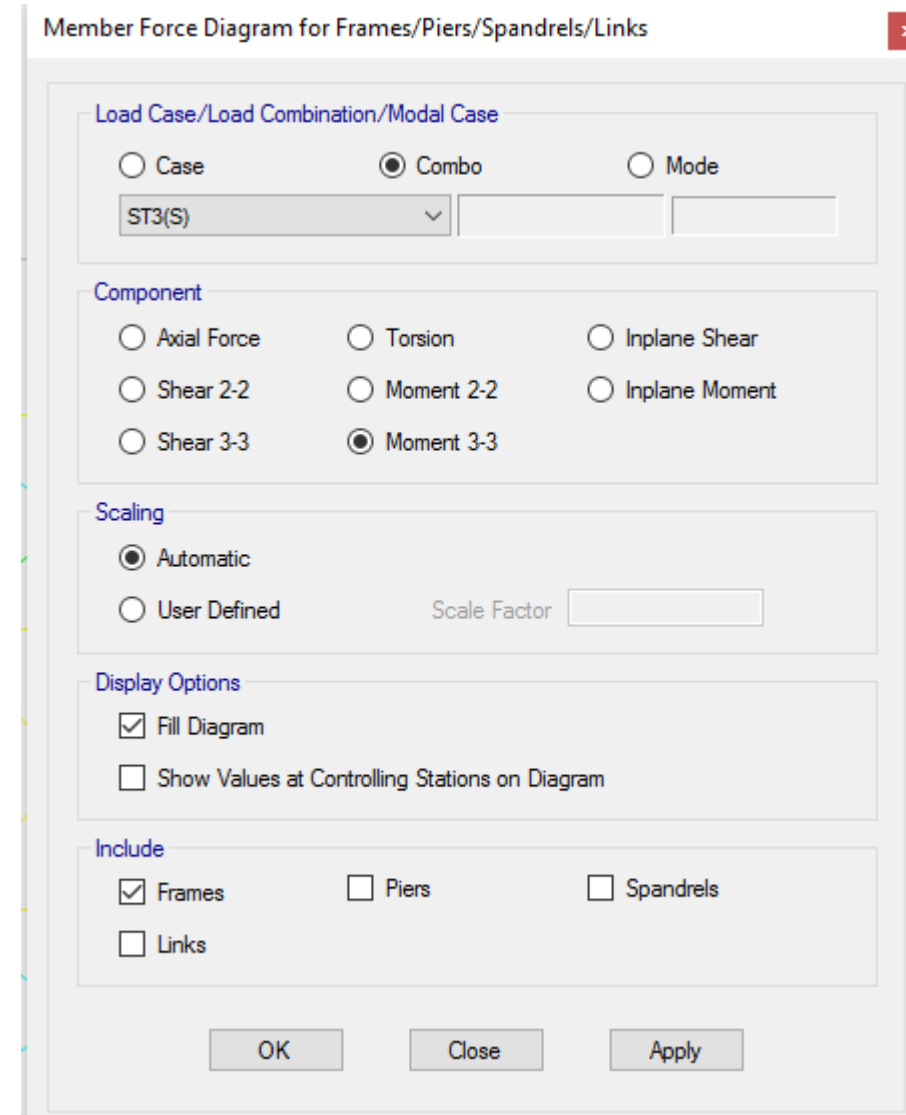 Member Force Diagram for Frames/Piers/Spandrels/Links
Load Case/Load Combination/Modal Case
Case Combo Mode
ST3(S)
Component
Axial Force Torsion Inplane Shear
Shear 2-2 Moment 2-2 Inplane Moment
Shear 3-3 Moment 3-3
Scaling
Automatic
User Defined Scale Factor
Display Options
Fill Diagram
Show Values at Controlling Stations on Diagram
Include
Frames Piers Spandrels
Links
OK Close Apply